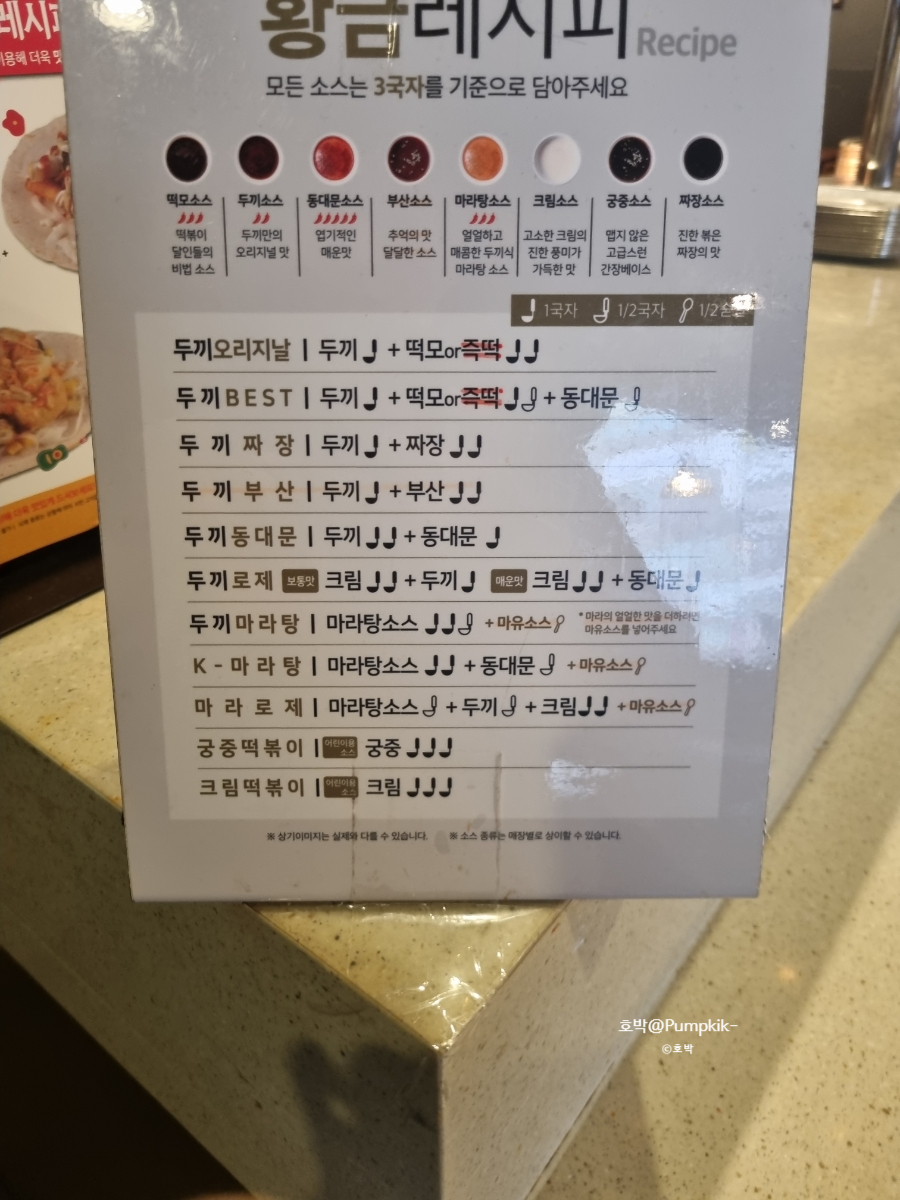 레시피
이용해 더욱 맛
황금레시피 Recipe
모든 소스는 3국자를 기준으로 담아주세요
떡모소스 두끼소스 동대문소스 부산소스 마라탕소스 크림소스 궁중소스 짜장소스
떡볶이 두끼만의 엽기적인 추억의 맛 얼얼하고 고소한 크림의 맵지 않은 진한 볶은
달인들의 오리지널 맛 매운맛 달달한 소스 매콤한 두끼식 진한 풍미가 고급스런 짜장의 맛
비법 소스 마라탕 소스 가득한 맛 간장베이스
1국자 1/2국자 1/2
두끼오리지날 | 두끼 + 떡모or즉떡
두끼BEST | 두끼 + 떡모or즉떡 + 동대문
두끼짜장 | 두끼 + 짜장
두끼부산 | 두끼 + 부산
두끼동대문 | 두끼 + 동대문
두끼로제 보통맛 크림 + 두끼 매운맛 크림 + 동대문
두끼마라탕 | 마라탕소스 + 마유소스 * 마라의 얼얼한 맛을 더하려면
마유소스를 넣어주세요
K-마라탕 | 마라탕소스 + 동대문 + 마유소스
마라로제 | 마라탕소스 + 두끼 + 크림 + 마유소스
궁중떡볶이 | 어린이용 소스 궁중
크림떡볶이 | 어린이용 소스 크림
※ 상기이미지는 실제와 다를 수 있습니다. ※ 소스 종류는 매장별로 상이할 수 있습니다.
호박@Pumpkik-
©호박